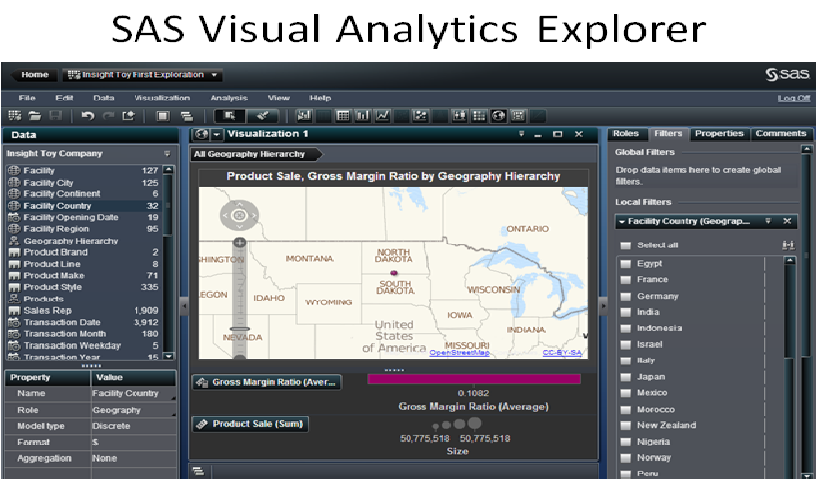 SAS Visual Analytics Explorer
Home Insight Toy First Exploration
sas
File Edit Data Visualization Analysis View Help Log Off
Data
Insight Toy Company
Facility 127
Facility City 125
Facility Continent 6
Facility Country 32
Facility Opening Date 19
Facility Region 95
Geography Hierarchy
Product Brand 2
Product Line 8
Product Make 71
Product Style 335
Products
Sales Rep 1,909
Transaction Date 3,912
Transaction Month 180
Transaction Weekday 5
Transaction Year 15
Property Value
Name Facility Country
Role Geography
Model type Discrete
Format $.
Aggregation None
Visualization 1
All Geography Hierarchy
Product Sale, Gross Margin Ratio by Geography Hierarchy
ONTARIO
SHINGTON
MONTANA
NORTH
DAKOTA
SOUTH
DAKOTA
WISCONSIN
EGON
IDAHO
WYOMING
IOWA
NEVADA
United
States
of America
INDIANA
MISSOURI
OpenStreetMap CC-BY-SA
Gross Margin Ratio (Aver...
0.1082
Gross Margin Ratio (Average)
Product Sale (Sum)
50,775,518 50,775,518
Size
Roles Filters Properties Comments
Global Filters
Drop data items here to create global
filters.
Local Filters
Facility Country (Geograp...
Select all
Egypt
France
Germany
India
Indonesia
Israel
Italy
Japan
Mexico
Morocco
New Zealand
Nigeria
Norway
Peru